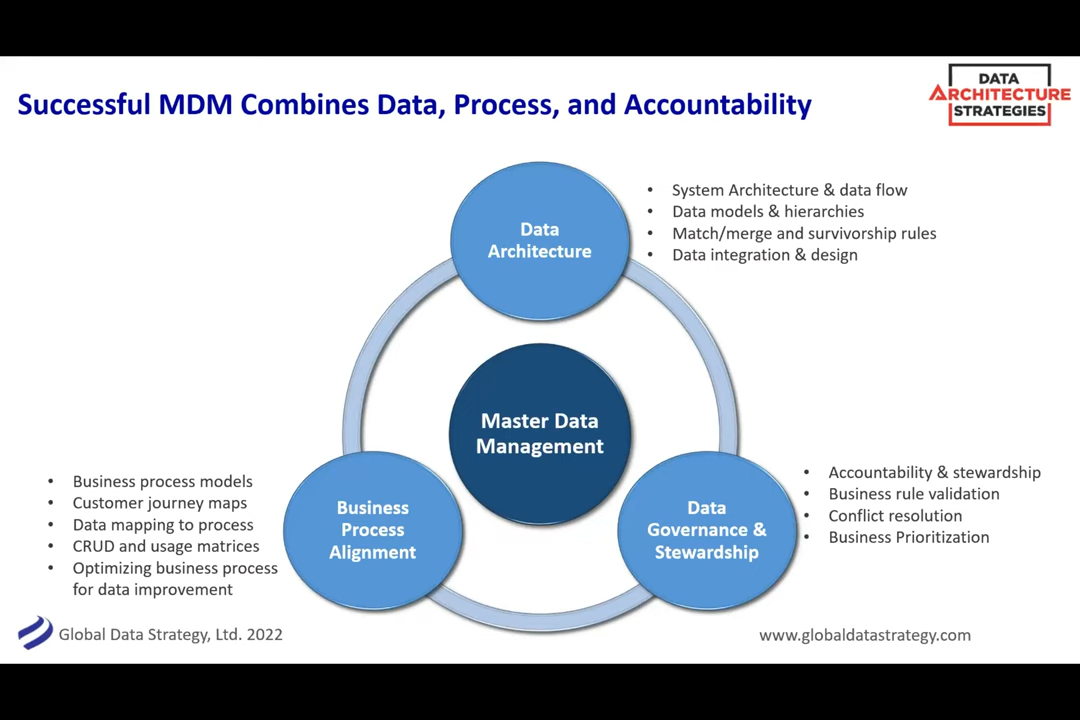 Successful MDM Combines Data, Process, and Accountability
DATA
ARCHITECTURE
STRATEGIES
Data
Architecture
• System Architecture & data flow
• Data models & hierarchies
• Match/merge and survivorship rules
• Data integration & design
Master Data
Management
• Business process models
• Customer journey maps
• Data mapping to process
• CRUD and usage matrices
• Optimizing business process
for data improvement
Business
Process
Alignment
Data
Governance &
Stewardship
• Accountability & stewardship
• Business rule validation
• Conflict resolution
• Business Prioritization
Global Data Strategy, Ltd. 2022
www.globaldatastrategy.com